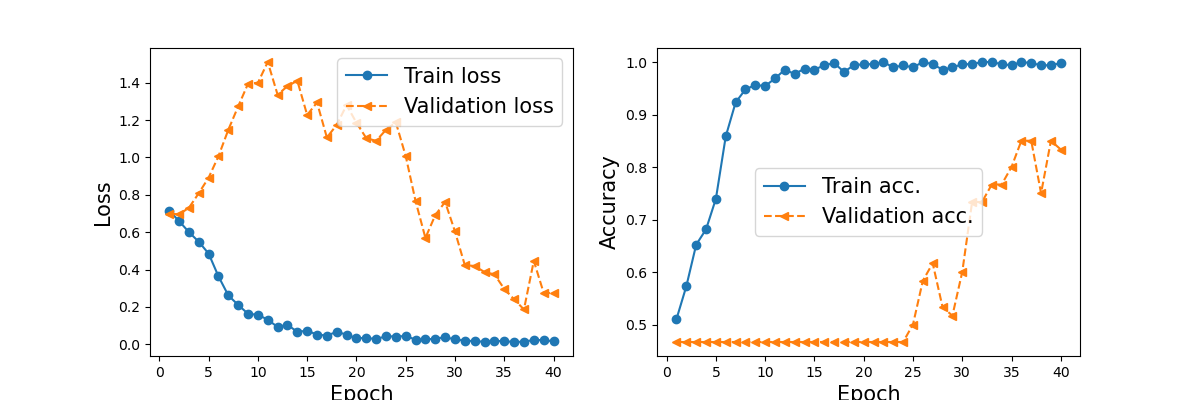 Train loss
Validation loss
Loss
1.4
1.2
1.0
0.8
0.6
0.4
0.2
0.0
0 5 10 15 20 25 30 35 40
Epoch
Train acc.
Validation acc.
Accuracy
1.0
0.9
0.8
0.7
0.6
0.5
0 5 10 15 20 25 30 35 40
Epoch